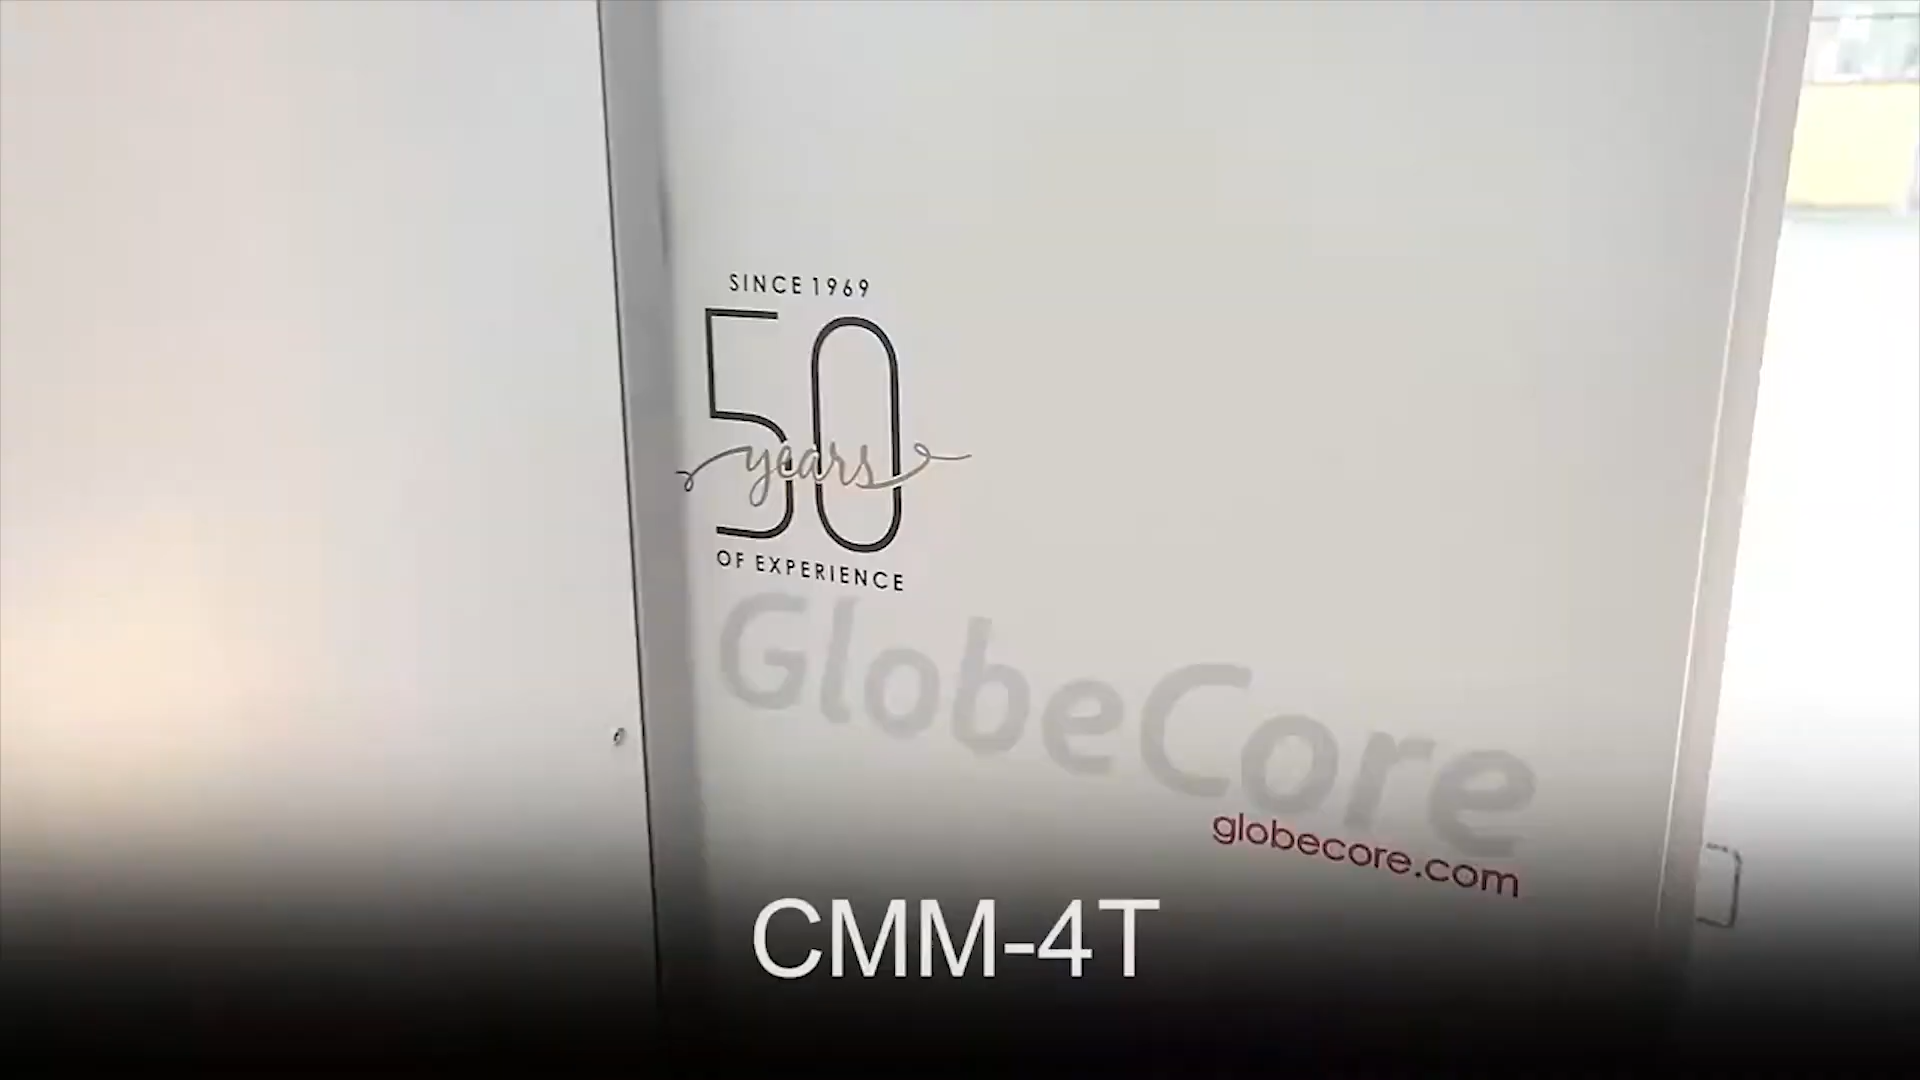 SINCE 1969
50
years
OF EXPERIENCE
GlobeCore
globecore.com
CMM-4T